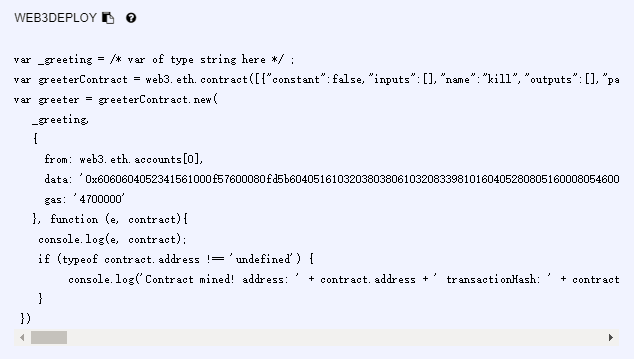 WEB3DEPLOY
var _greeting = /* var of type string here */ ;
var greeterContract = web3.eth.contract([{"constant":false,"inputs":[],"name":"kill","outputs":[],"pa
var greeter = greeterContract.new(
_greeting,
{
from: web3.eth.accounts[0],
data: '0x6060604052341561000f57600080fd5b60405161032038038061032083398101604052808051600805460
gas: '4700000'
}, function (e, contract){
console.log(e, contract);
if (typeof contract.address !== 'undefined') {
console.log('Contract mined! address: ' + contract.address + ' transactionHash: ' + contract
}
})